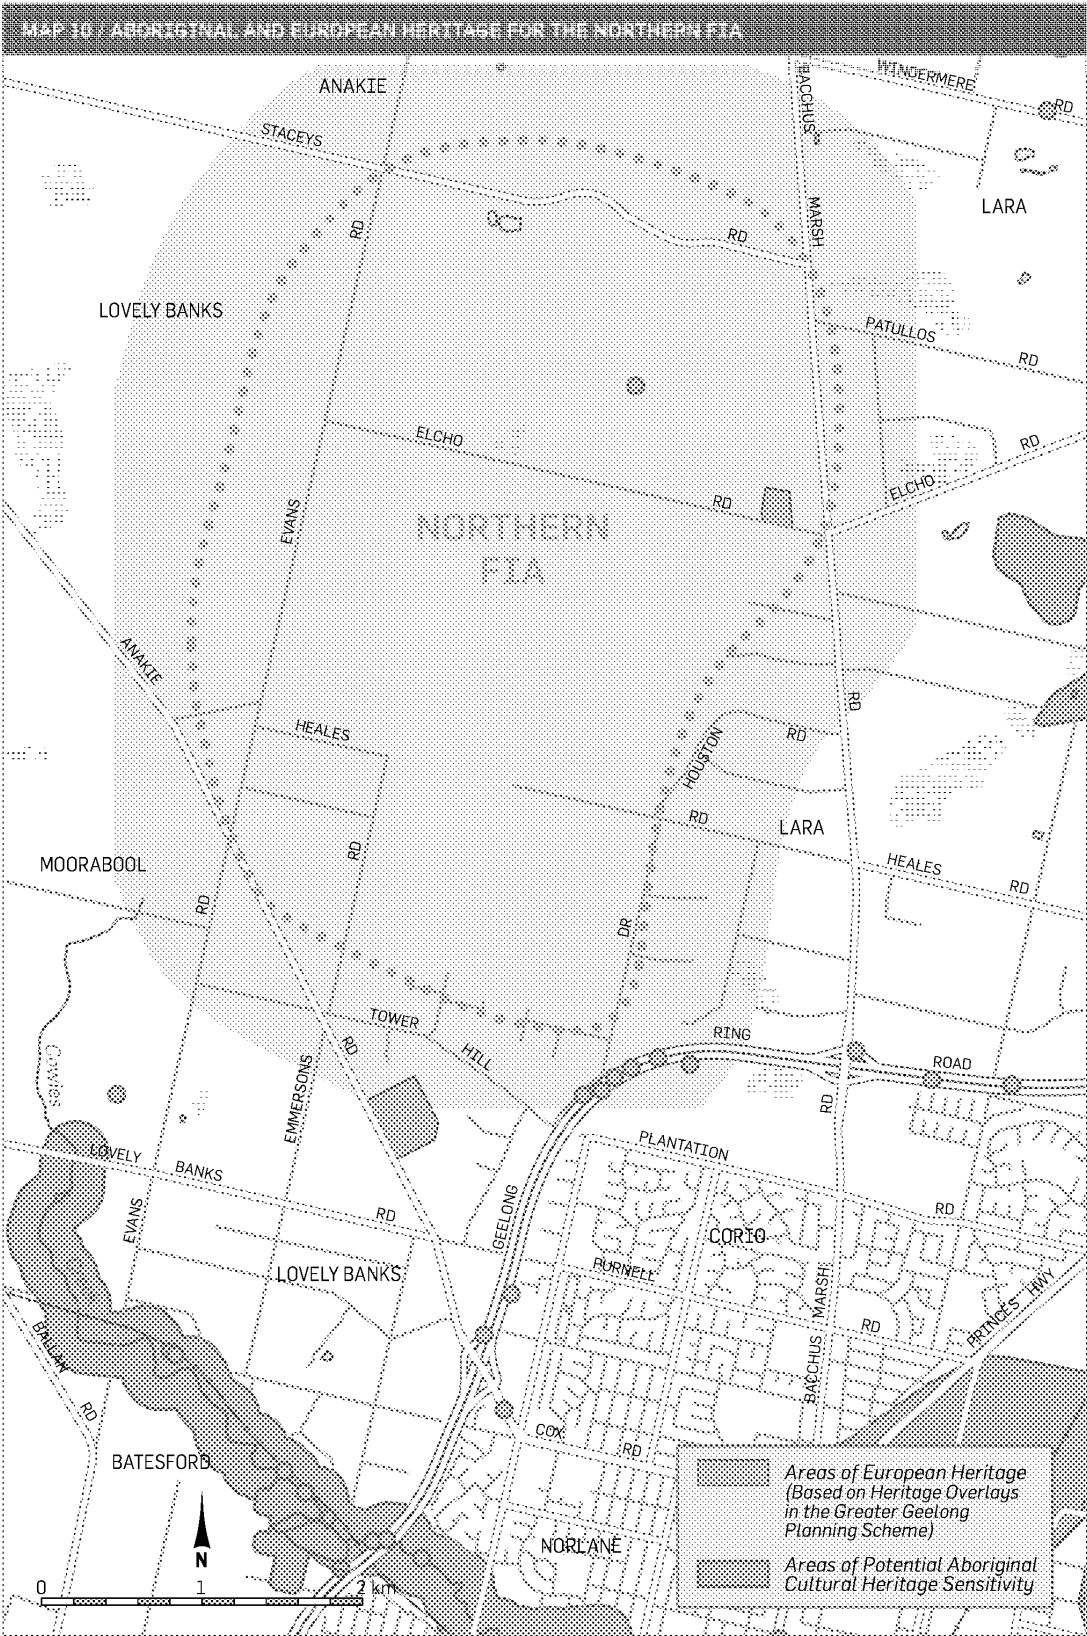 MAP 10 / ABORIGINAL AND EUROPEAN HERITAGE FOR THE NORTHERN FIA
ANAKIE
BACCHUS
WINDERMERE
RD
STACEYS
LARA
MARSH
RD
RD
LOVELY BANKS
PATULLOS
RD
ELCHO
RD
RD
ELCHO
EVANS
NORTHERN
FIA
ANAKIE
RD
HEALES
RD
HOUSTON
RD
LARA
RD
MOORABOOL
HEALES
RD
RD
DR
TOWER
HILL
RD
RING
ROAD
Cowies
EMMERSONS
RD
PLANTATION
LOVELY
BANKS
RD
RD
EVANS
GEELONG
CORIO
LOVELY BANKS
PURNELL
MARSH
PRINCES HWY
RD
BALLAN
BACCHUS
RD
COX
RD
BATESFORD
N
NORLANE
0 1 2 km
Areas of European Heritage
(Based on Heritage Overlays
in the Greater Geelong
Planning Scheme)
Areas of Potential Aboriginal
Cultural Heritage Sensitivity